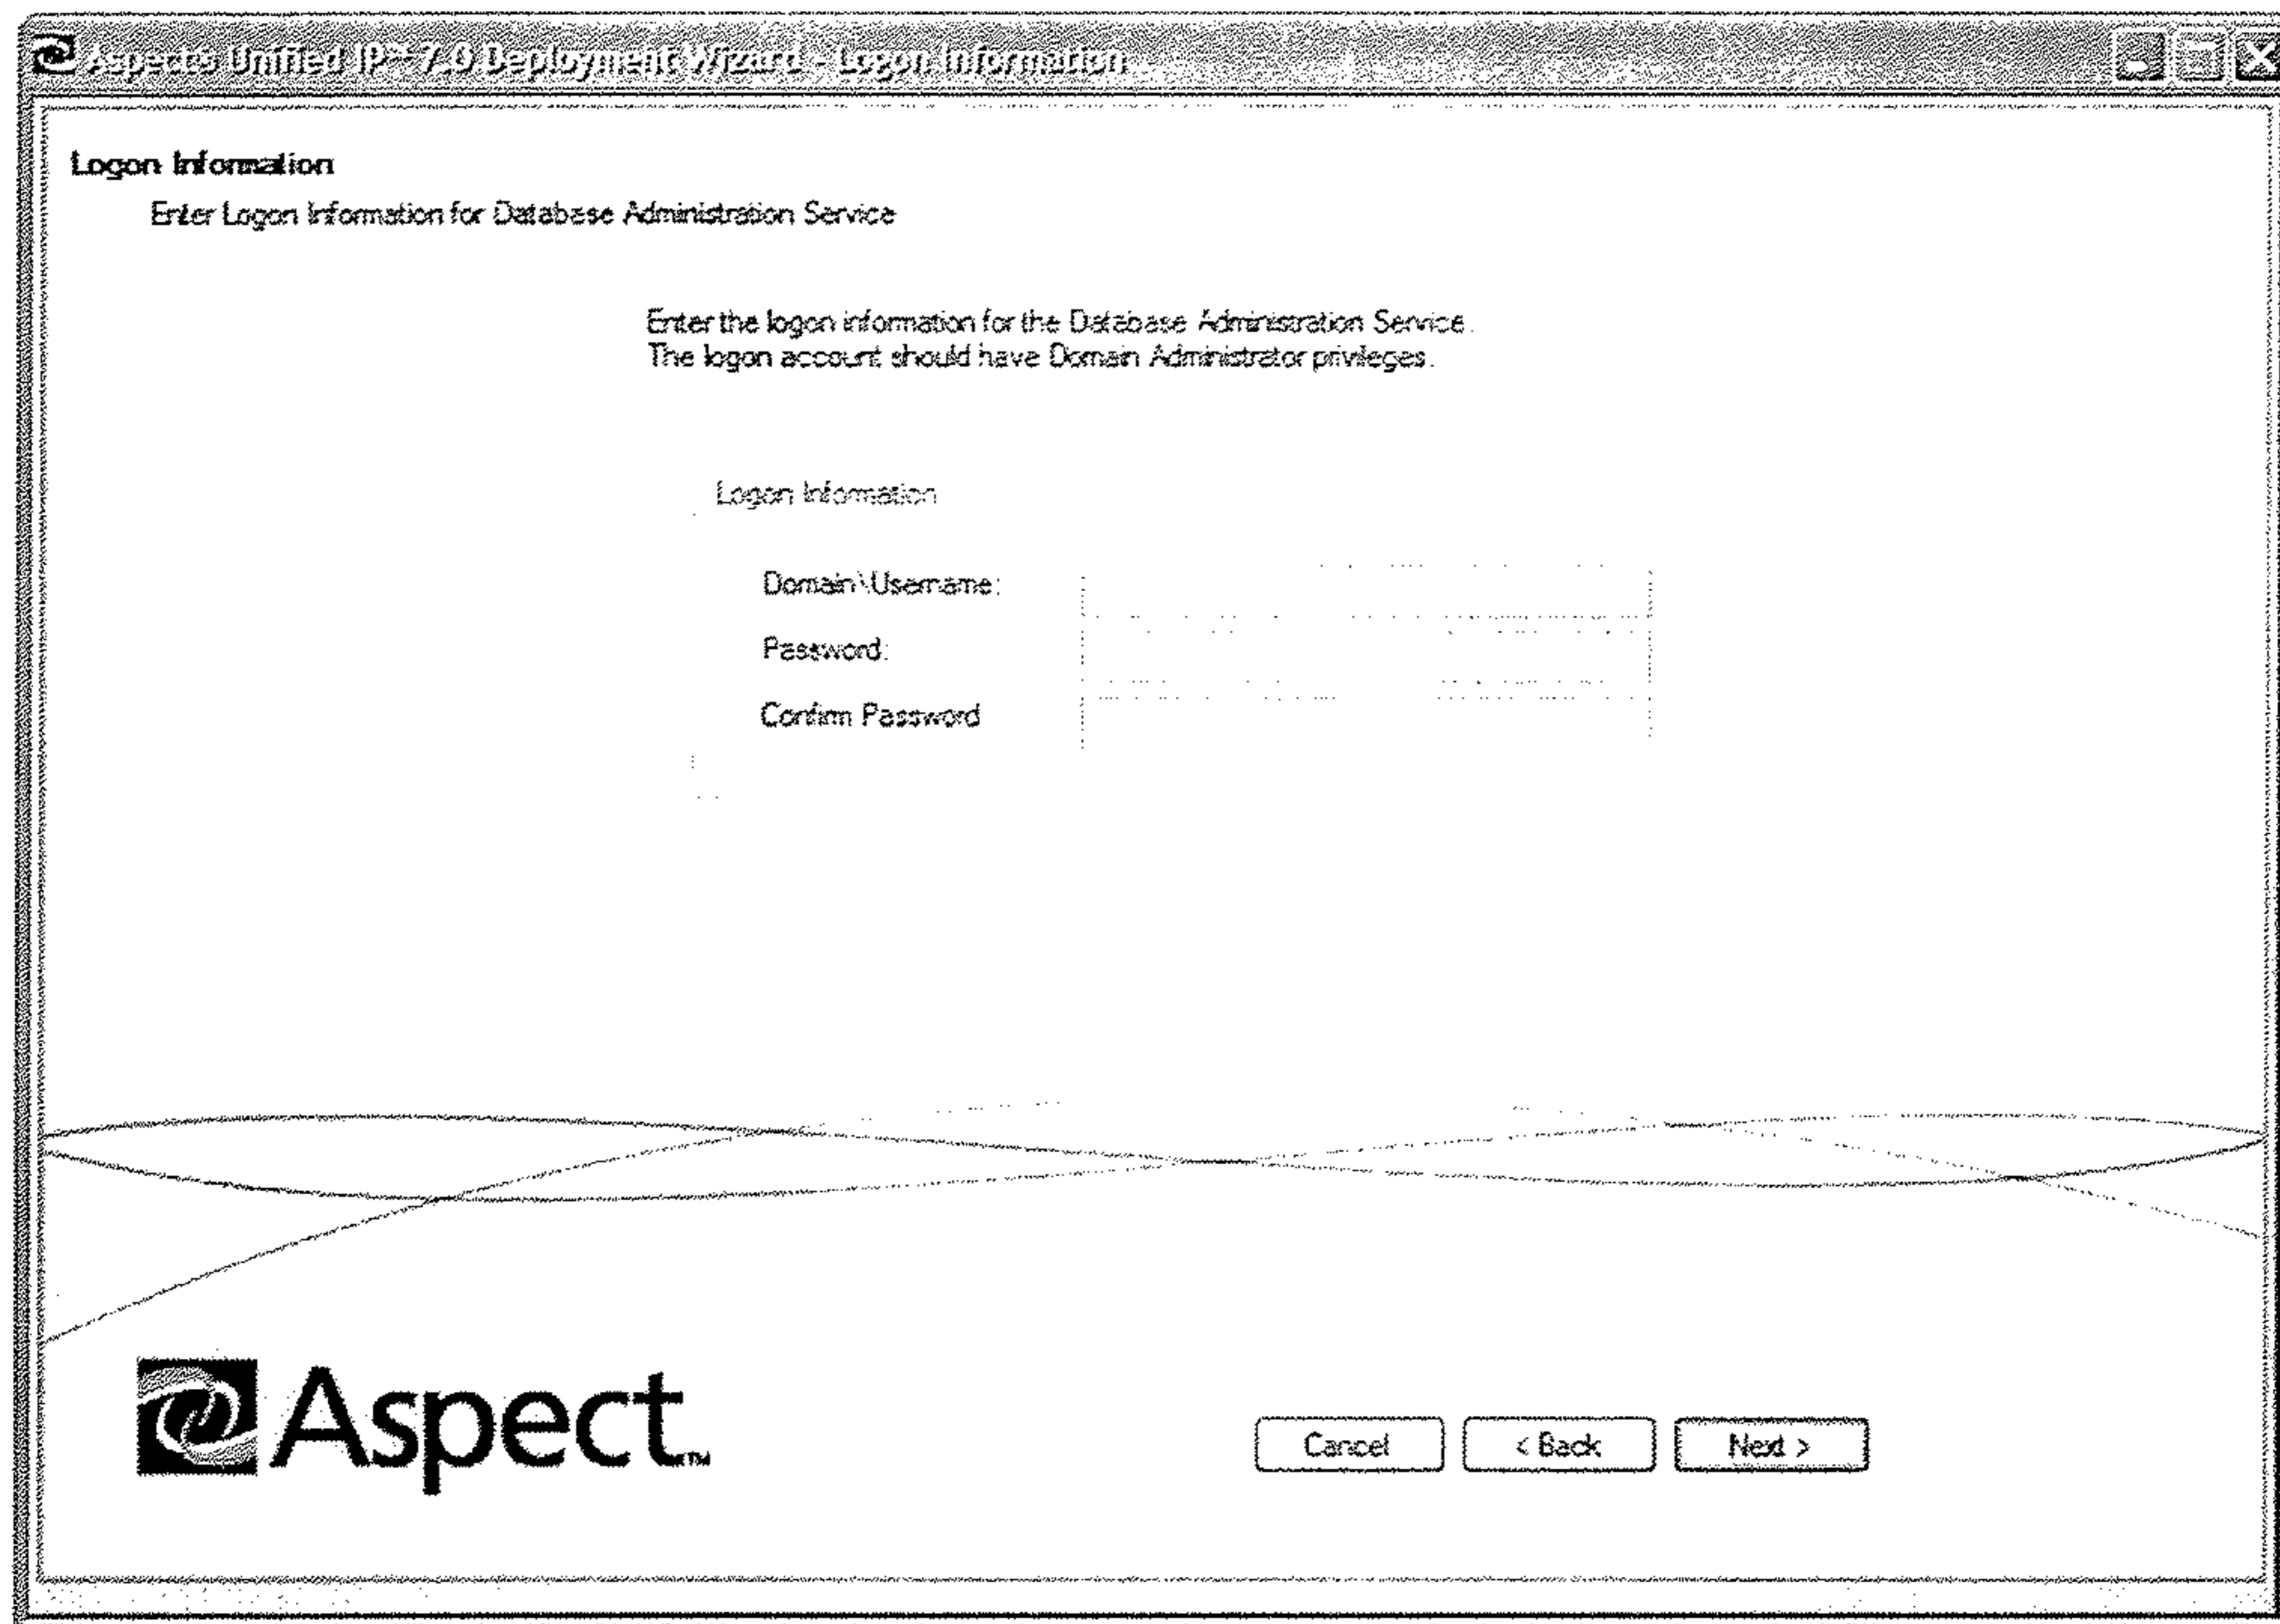 Aspect's Unified IP™ 7.0 Deployment Wizard - Logon Information
Logon Information
Enter Logon Information for Database Administration Service
Enter the logon information for the Database Administration Service.
The logon account should have Domain Administrator privileges.
Logon Information
Domain\Username:
Password:
Confirm Password
Aspect™
Cancel
< Back
Next >